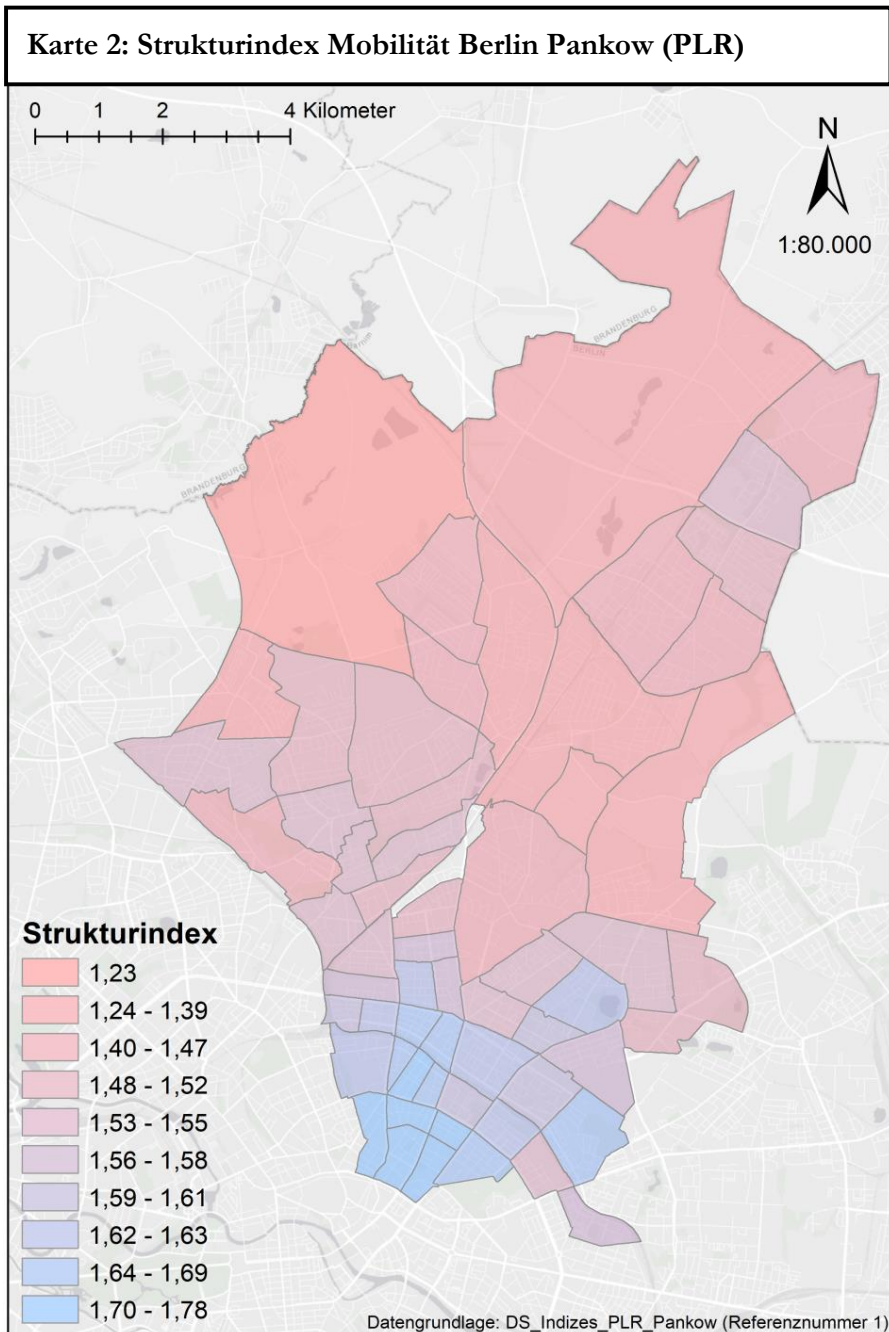 Karte 2: Strukturindex Mobilität Berlin Pankow (PLR)
0 1 2 4 Kilometer
N
1:80.000
BRANDENBURG
BERLIN
BRANDENBURG
Strukturindex
1,23
1,24 - 1,39
1,40 - 1,47
1,48 - 1,52
1,53 - 1,55
1,56 - 1,58
1,59 - 1,61
1,62 - 1,63
1,64 - 1,69
1,70 - 1,78
Datengrundlage: DS_Indizes_PLR_Pankow (Referenznummer 1)